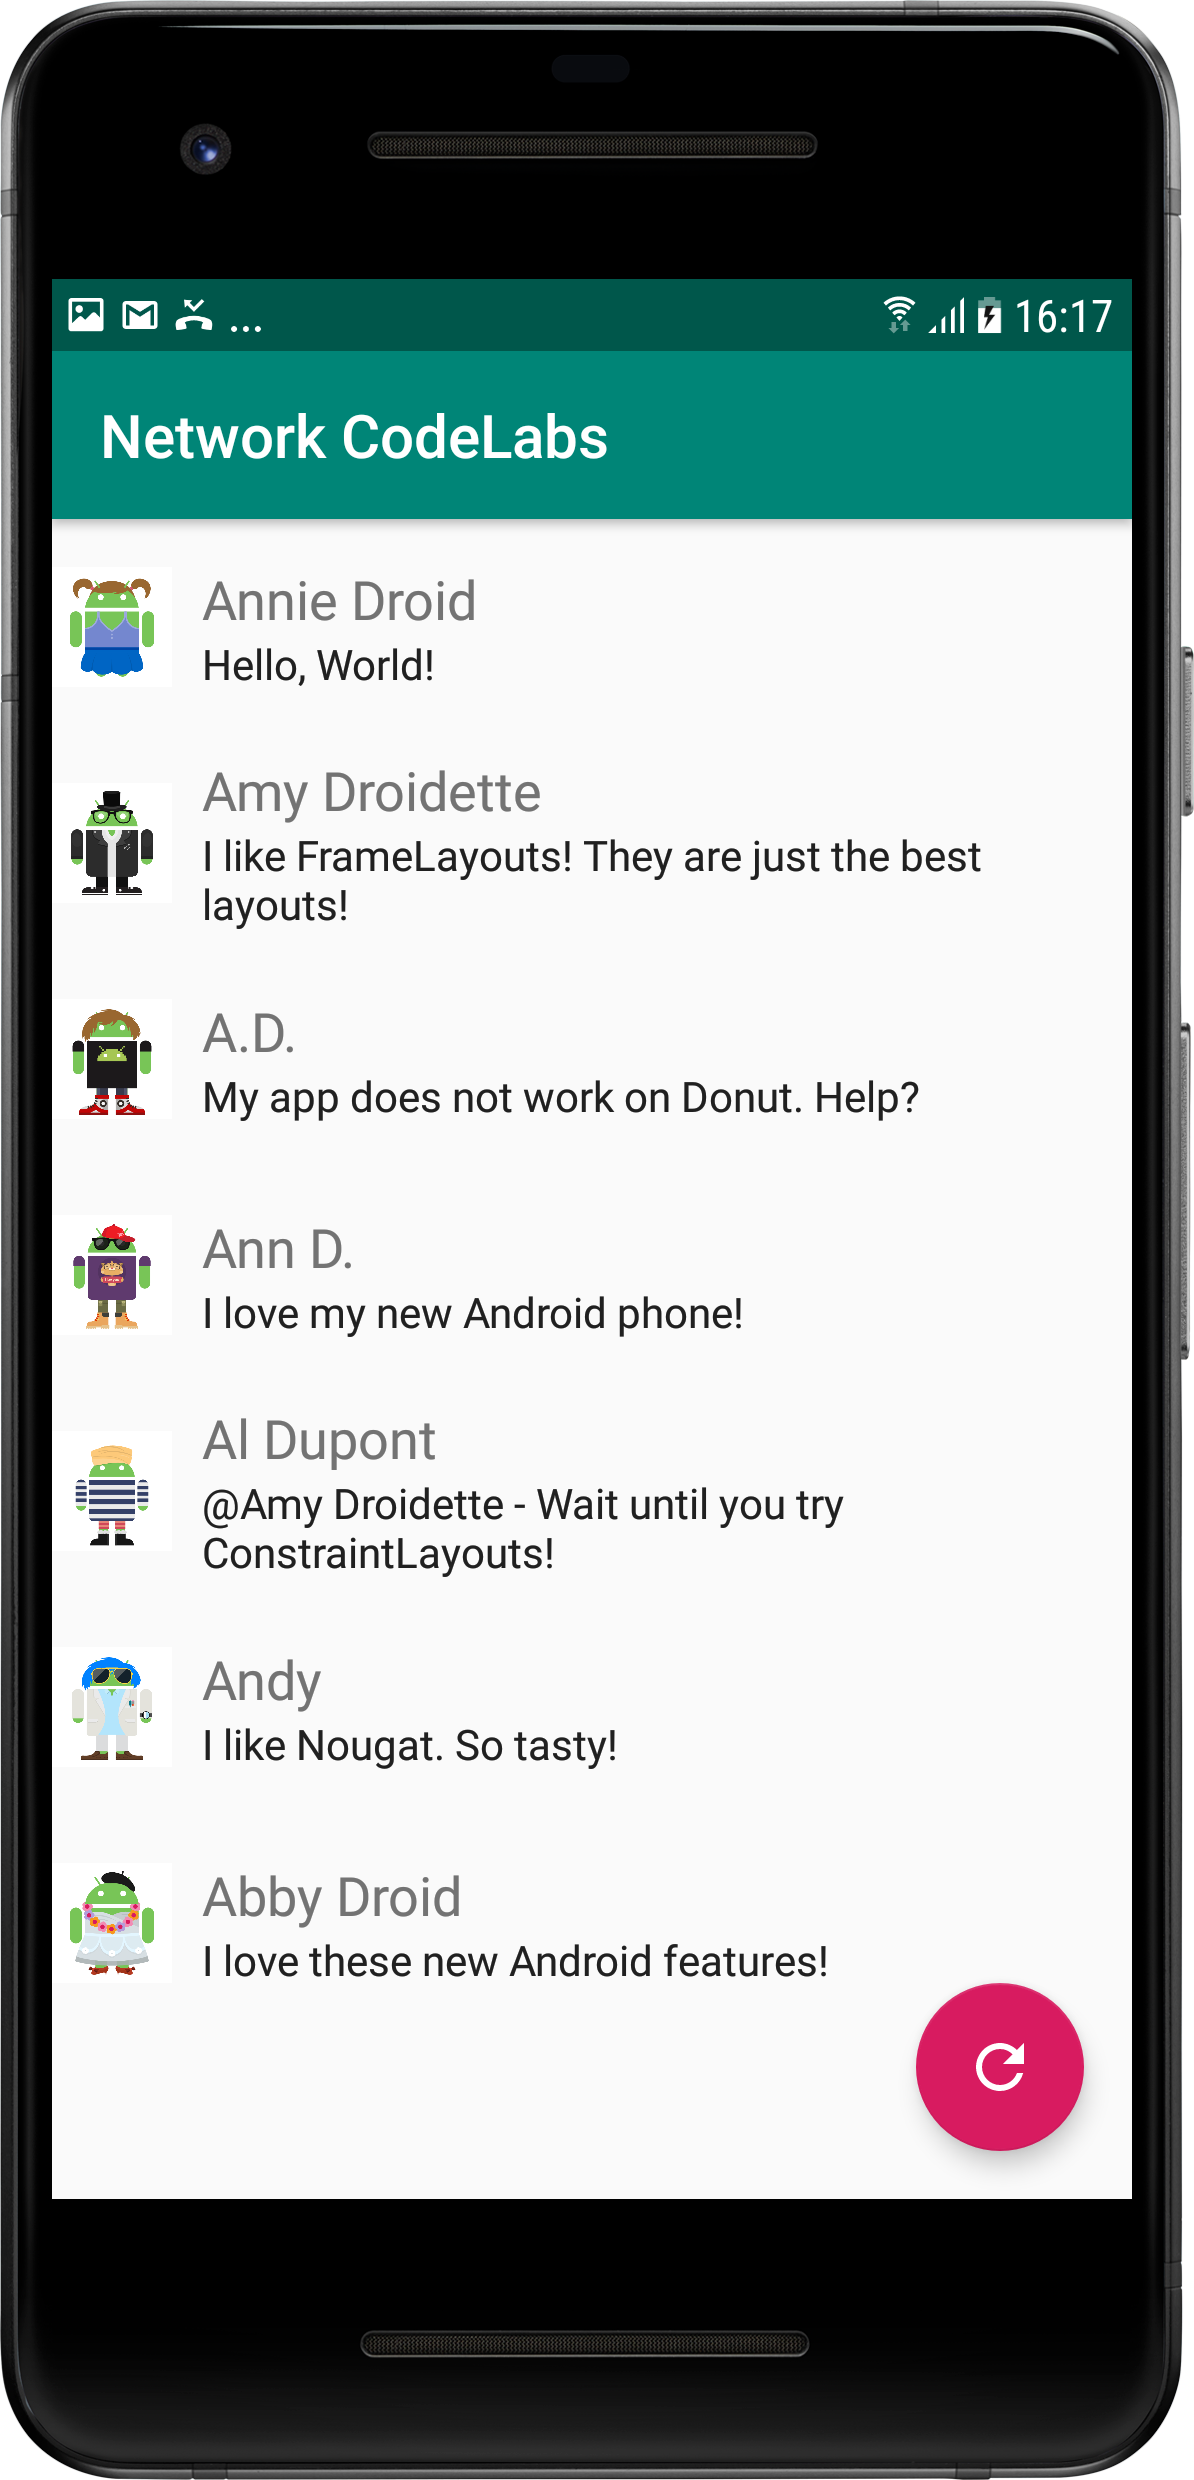 ... 16:17
Network CodeLabs
Annie Droid
Hello, World!
Amy Droidette
I like FrameLayouts! They are just the best
layouts!
A.D.
My app does not work on Donut. Help?
Ann D.
I love my new Android phone!
Al Dupont
@Amy Droidette - Wait until you try
ConstraintLayouts!
Andy
I like Nougat. So tasty!
Abby Droid
I love these new Android features!